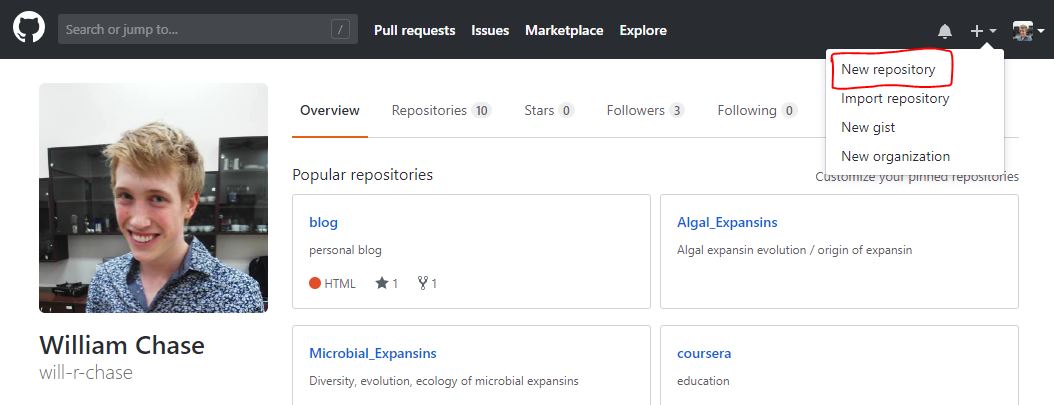 Search or jump to... /
Pull requests Issues Marketplace Explore
New repository
Import repository
New gist
New organization
Overview Repositories 10 Stars 0 Followers 3 Following 0
Popular repositories
Customize your pinned repositories
blog
personal blog
HTML 1 1
Algal_Expansins
Algal expansin evolution / origin of expansin
William Chase
will-r-chase
Microbial_Expansins
Diversity, evolution, ecology of microbial expansins
coursera
education